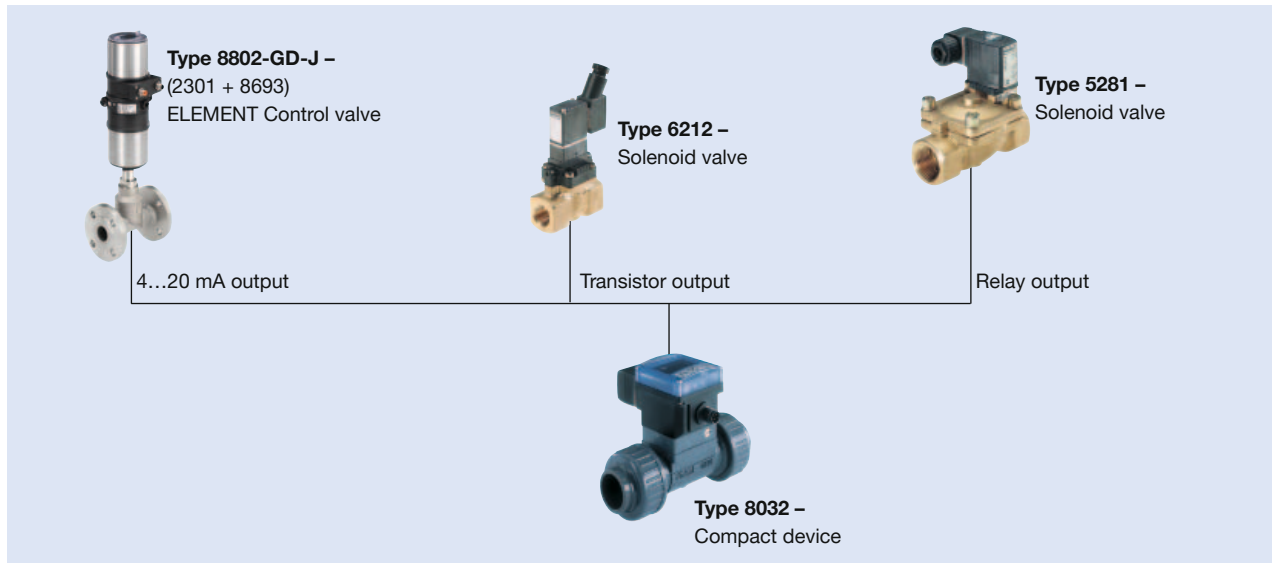 Type 8802-GD-J –
(2301 + 8693)
ELEMENT Control valve
Type 6212 –
Solenoid valve
Type 5281 –
Solenoid valve
4…20 mA output
Transistor output
Relay output
Type 8032 –
Compact device